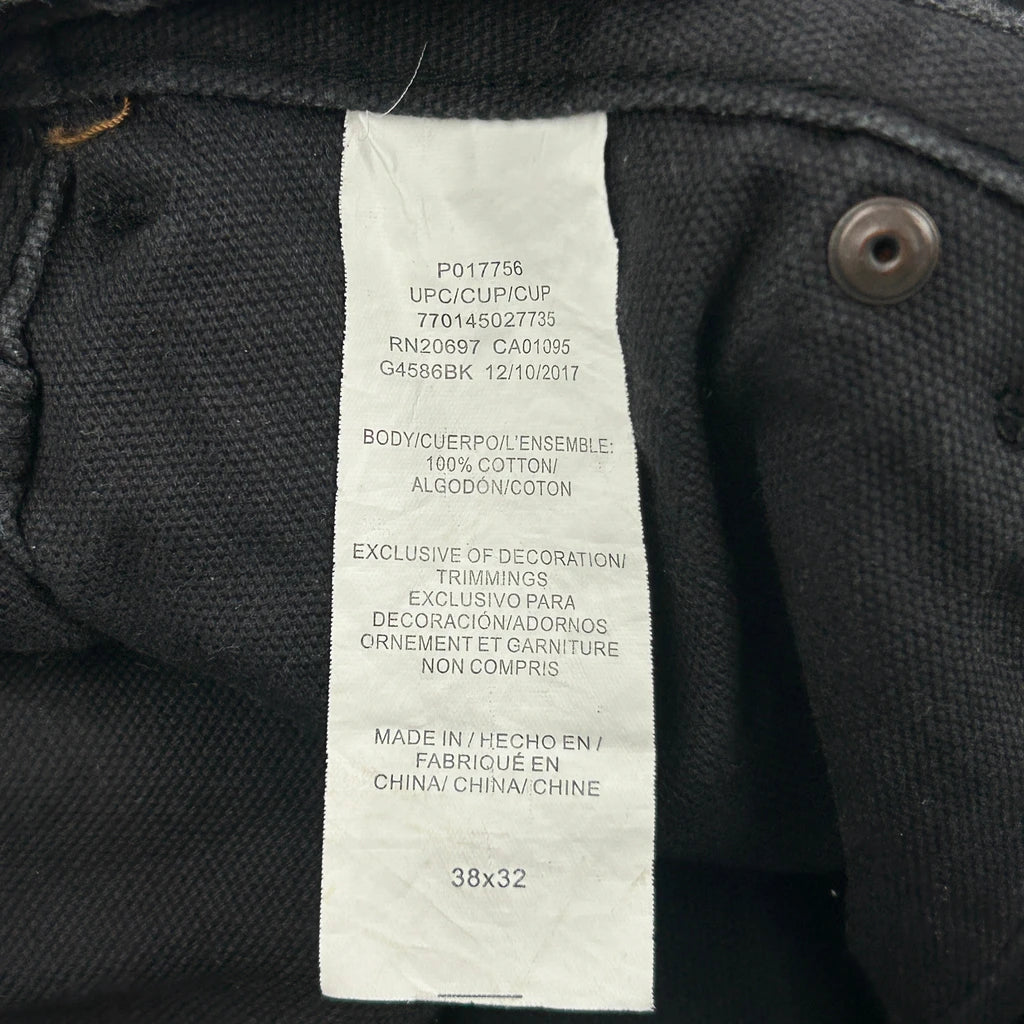 P017756
UPC/CUP/CUP
770145027735
RN20697 CA01095
G4586BK 12/10/2017
BODY/CUERPO/L'ENSEMBLE:
100% COTTON/
ALGODÓN/COTON
EXCLUSIVE OF DECORATION/
TRIMMINGS
EXCLUSIVO PARA
DECORACIÓN/ADORNOS
ORNEMENT ET GARNITURE
NON COMPRIS
MADE IN / HECHO EN /
FABRIQUÉ EN
CHINA/ CHINA/ CHINE
38x32